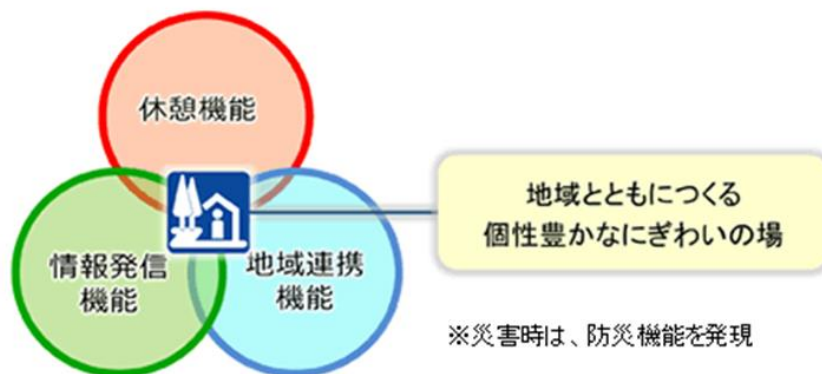 休憩機能
情報発信
機能
地域連携
機能
地域とともにつくる
個性豊かなにぎわいの場
※災害時は、防災機能を発現